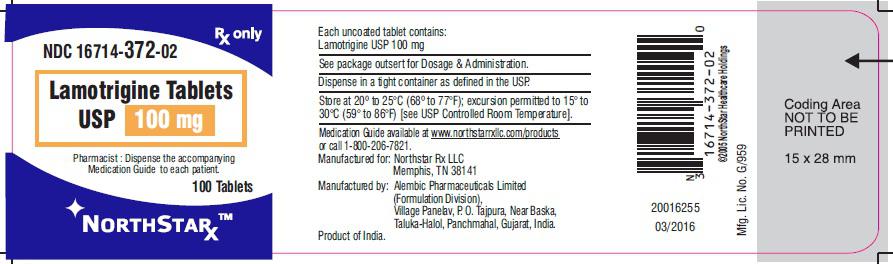 Rx only
NDC 16714-372-02
Lamotrigine Tablets
USP 100 mg
Pharmacist : Dispense the accompanying
Medication Guide to each patient.
100 Tablets
NORTHSTARx™
Each uncoated tablet contains:
Lamotrigine USP 100 mg
See package outsert for Dosage & Administration.
Dispense in a tight container as defined in the USP.
Store at 20° to 25°C (68° to 77°F); excursion permitted to 15° to
30°C (59° to 86°F) [see USP Controlled Room Temperature].
Medication Guide available at www.northstarrxllc.com/products
or call 1-800-206-7821.
Manufactured for: Northstar Rx LLC
Memphis, TN 38141
Manufactured by: Alembic Pharmaceuticals Limited
(Formulation Division),
Village Panelav, P. O. Tajpura, Near Baska,
Taluka-Halol, Panchmahal, Gujarat, India.
Product of India.
N 3 16714-372-02 0
©2005 NorthStar Healthcare Holdings
20016255
03/2016
Mfg. Lic. No. G/959
Coding Area
NOT TO BE
PRINTED
15 x 28 mm